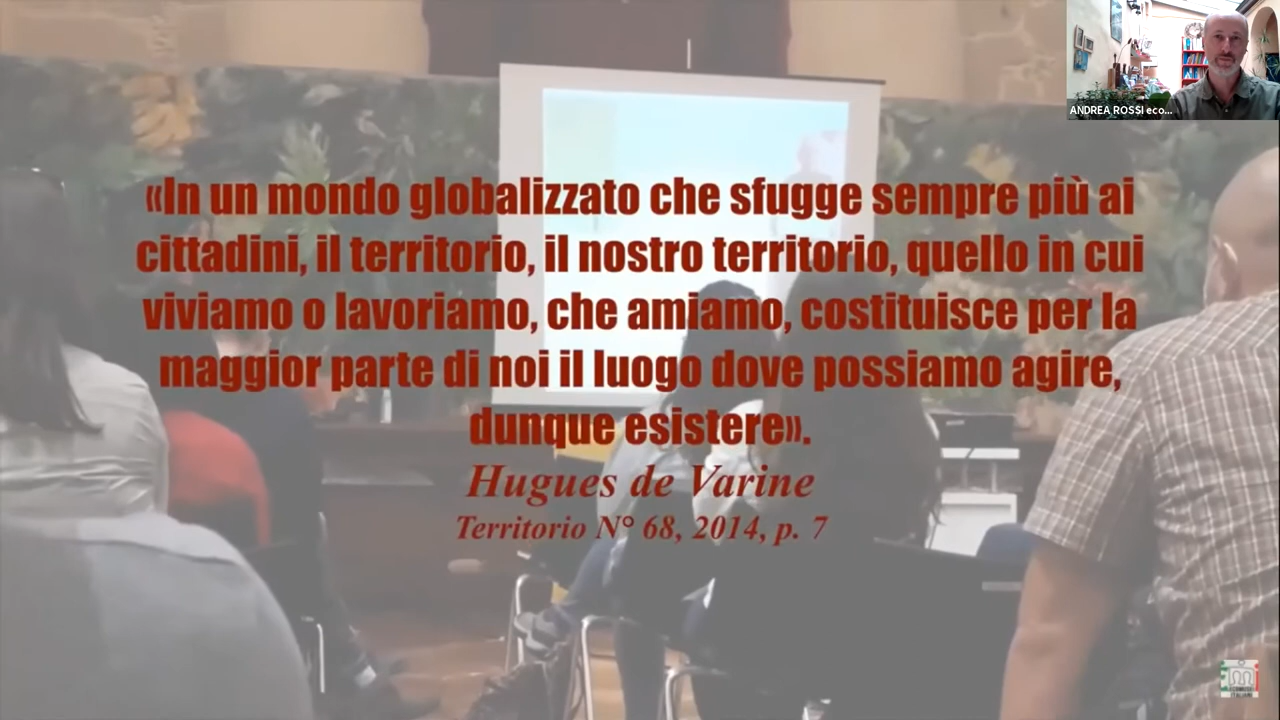 ANDREA ROSSI eco...
«In un mondo globalizzato che sfugge sempre più ai
cittadini, il territorio, il nostro territorio, quello in cui
viviamo o lavoriamo, che amiamo, costituisce per la
maggior parte di noi il luogo dove possiamo agire,
dunque esistere».
Hugues de Varine
Territorio N° 68, 2014, p. 7